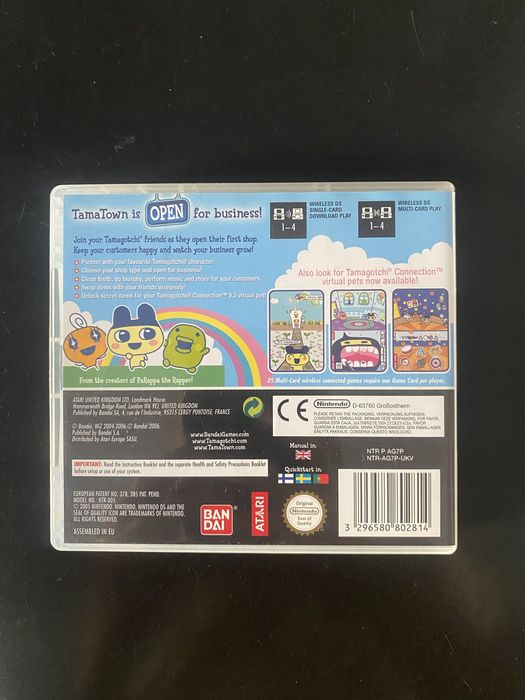 TamaTown is OPEN for business!
WIRELESS DS
SINGLE-CARD
DOWNLOAD PLAY
1-4
WIRELESS DS
MULTI-CARD PLAY
1-4
Join your Tamagotchi® friends as they open their first shop.
Keep your customers happy and watch your business grow!
Partner with your favourite Tamagotchi® character
Choose your shop type and open for business!
Clean teeth, do laundry, perform music and more for your customers.
Swap items with your friends wirelessly!
Unlock secret items for your Tamagotchi® Connection™ V.3 virtual pet!
Also look for Tamagotchi® Connection™
virtual pets now available!
From the creators of PaRappa the Rapper!
DS Multi-Card wireless connected games require one Game Card per player.
ATARI UNITED KINGDOM LTD, Landmark House,
Hammersmith Bridge Road, London W6 9EJ, UNITED KINGDOM
Published by Bandai SA, 4, rue de l'Industrie, 95315 CERGY PONTOISE, FRANCE
© Bandai, WiZ 2004-2006 © Bandai 2006.
Published by Bandai S.A.
Distributed by Atari Europe SASU.
www.BandaiGames.com
www.Tamagotchi.com
www.TamaTown.com
CE
Nintendo D-63760 Großostheim
PLEASE RETAIN THE PACKAGING. VERPACKUNG AUFHEBEN.
Manual in
Quickstart in
NTR P AG7P
NTR-AG7P-UKV
IMPORTANT: Read the Instruction Booklet and the separate Health and Safety Precautions Booklet
before setup or use of your system.
EUROPEAN PATENT NO. 378, 385 PAT. PEND.
MODEL NO.: NTR-005
© 2005 NINTENDO. NINTENDO, NINTENDO DS AND THE
SEAL OF QUALITY ICON ARE TRADEMARKS OF NINTENDO.
ALL RIGHTS RESERVED.
ASSEMBLED IN EU
BAN
DAI
ATARI
Original
Nintendo
Seal of
Quality
3 296580 802814